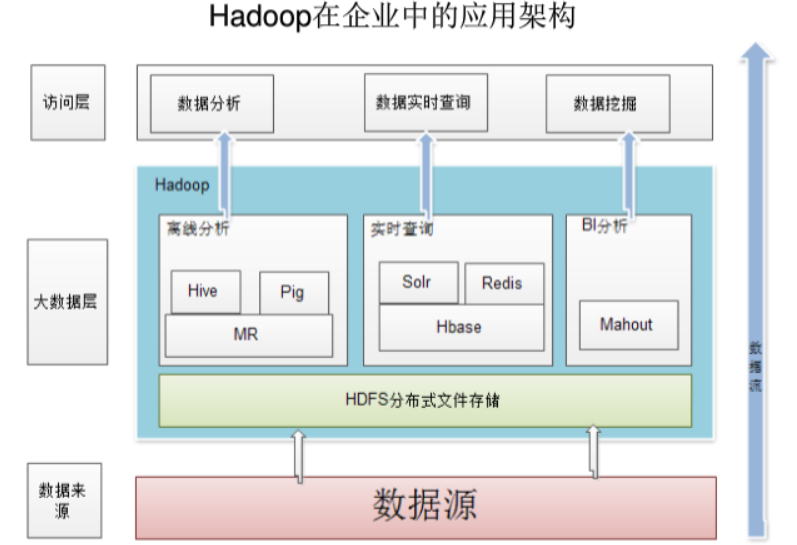 Hadoop在企业中的应用架构
访问层
数据分析
数据实时查询
数据挖掘
Hadoop
大数据层
离线分析
Hive
Pig
MR
实时查询
Solr
Redis
Hbase
BI分析
Mahout
HDFS分布式文件存储
数据来
源
数据源
数
据
流